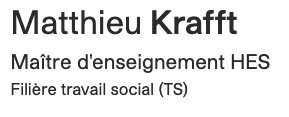 Matthieu Krafft
Maître d'enseignement HES
Filière travail social (TS)